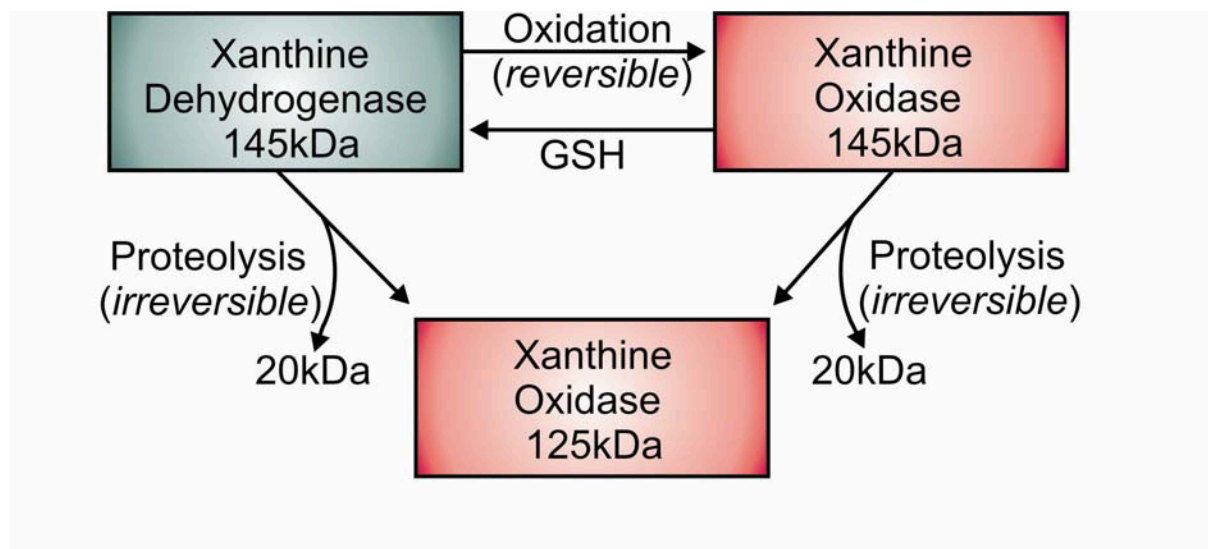 Xanthine
Dehydrogenase
145kDa
Oxidation
(reversible)
GSH
Xanthine
Oxidase
145kDa
Proteolysis
(irreversible)
20kDa
Proteolysis
(irreversible)
20kDa
Xanthine
Oxidase
125kDa